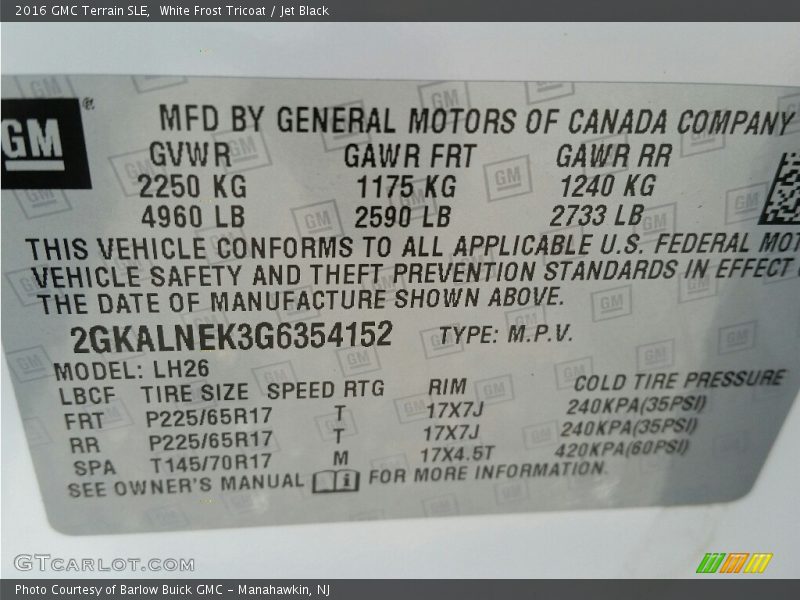 2016 GMC Terrain SLE,  White Frost Tricoat / Jet Black
GM®
MFD BY GENERAL MOTORS OF CANADA COMPANY
GVWR GAWR FRT GAWR RR
2250 KG 1175 KG 1240 KG
4960 LB 2590 LB 2733 LB
THIS VEHICLE CONFORMS TO ALL APPLICABLE U.S. FEDERAL MOT
VEHICLE SAFETY AND THEFT PREVENTION STANDARDS IN EFFECT
THE DATE OF MANUFACTURE SHOWN ABOVE.
2GKALNEK3G6354152 TYPE: M.P.V.
MODEL: LH26
LBCF TIRE SIZE SPEED RTG RIM COLD TIRE PRESSURE
FRT P225/65R17 T 17X7J 240KPA(35PSI)
RR P225/65R17 T 17X7J 240KPA(35PSI)
SPA T145/70R17 M 17X4.5T 420KPA(60PSI)
SEE OWNER'S MANUAL i FOR MORE INFORMATION.
GTCARLOT.COM
Photo Courtesy of Barlow Buick GMC - Manahawkin, NJ